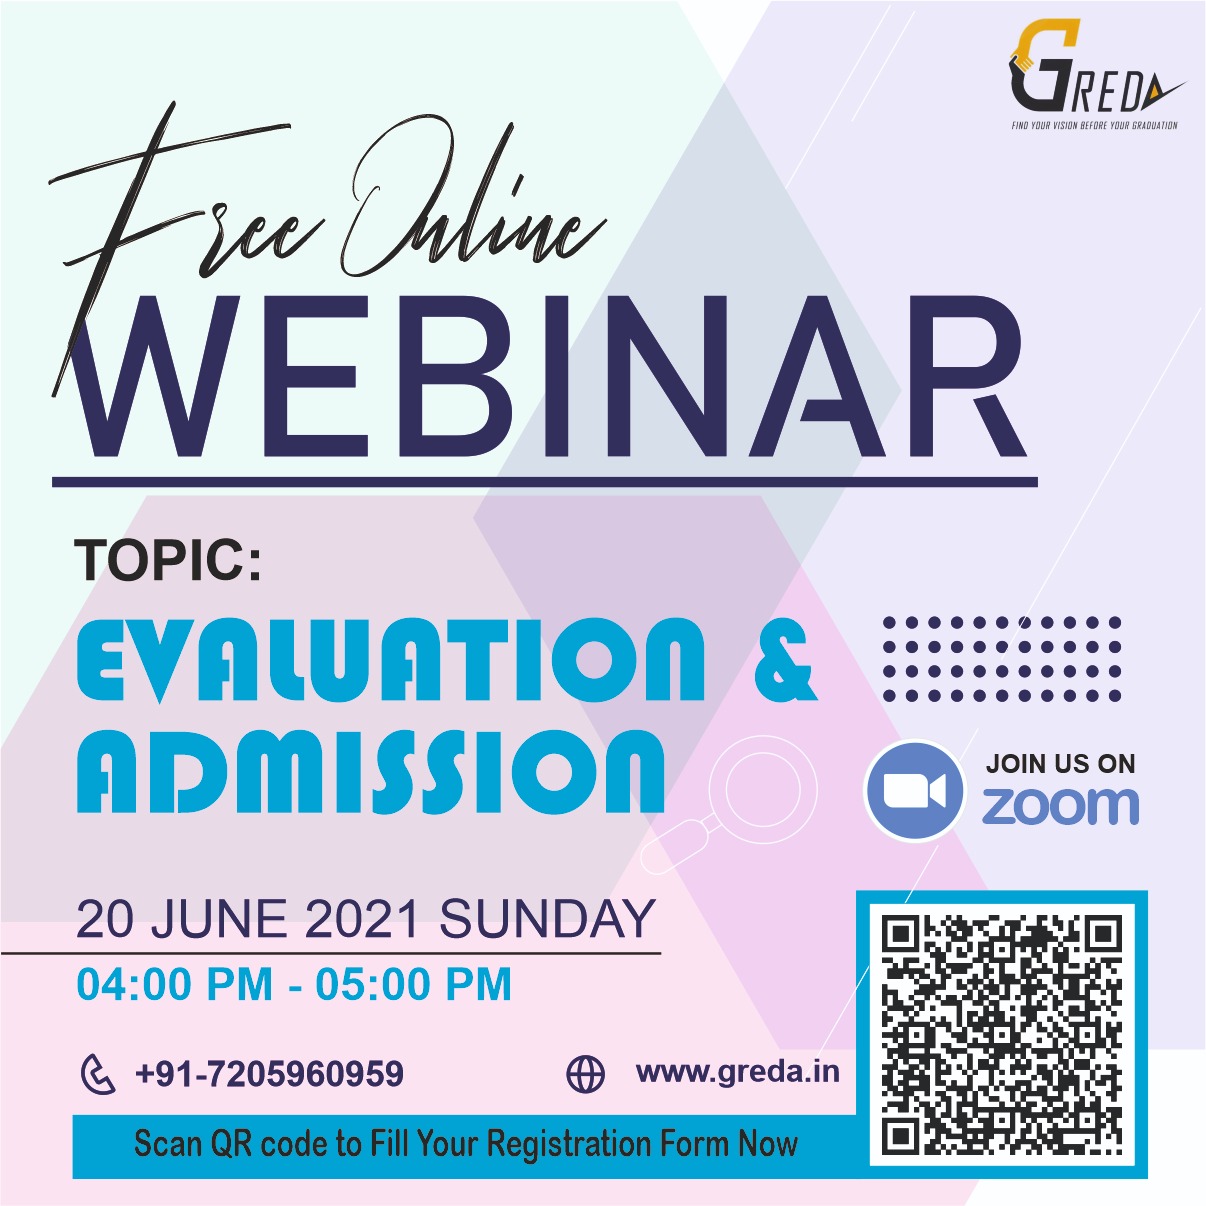 GREDA
FIND YOUR VISION BEFORE YOUR GRADUATION
Free Online
WEBINAR
TOPIC:
EVALUATION &
ADMISSION
JOIN US ON
zoom
20 JUNE 2021 SUNDAY
04:00 PM - 05:00 PM
+91-7205960959
www.greda.in
Scan QR code to Fill Your Registration Form Now